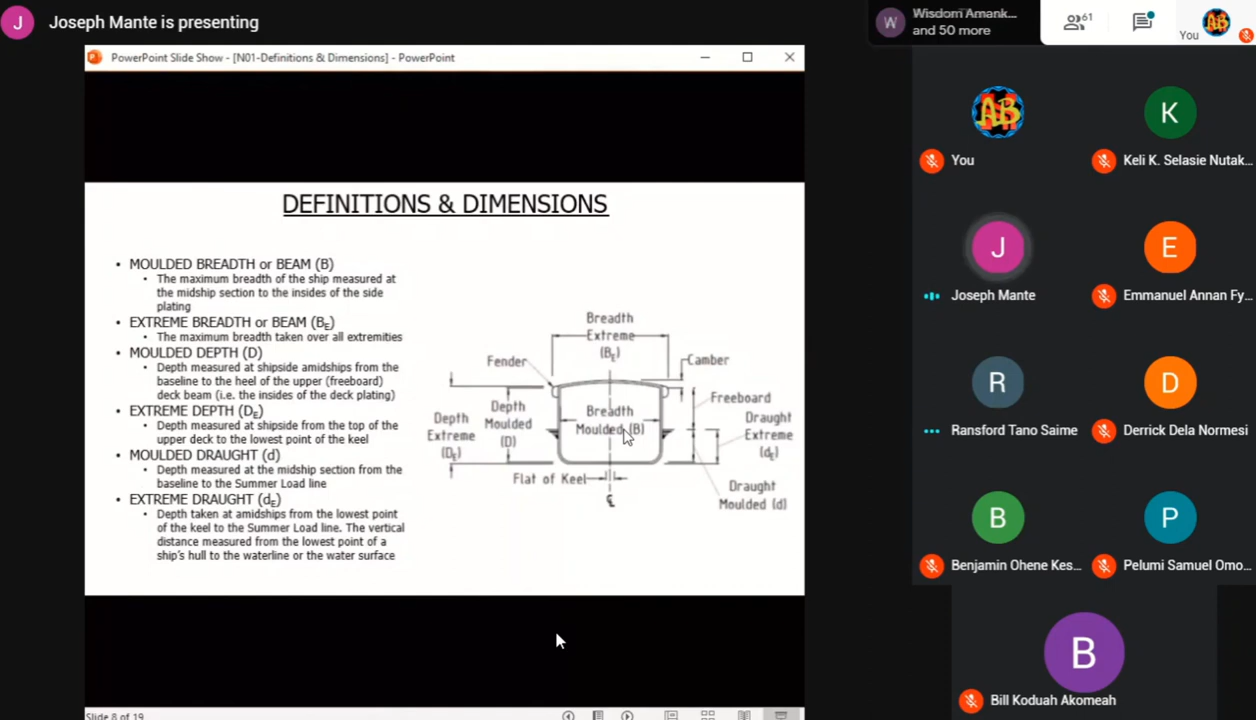 J Joseph Mante is presenting
W Wisdom Amank...
and 50 more
61
You
PowerPoint Slide Show - [N01-Definitions & Dimensions] - PowerPoint
DEFINITIONS & DIMENSIONS
• MOULDED BREADTH or BEAM (B)
• The maximum breadth of the ship measured at
the midship section to the insides of the side
plating
• EXTREME BREADTH or BEAM (BE)
• The maximum breadth taken over all extremities
• MOULDED DEPTH (D)
• Depth measured at shipside amidships from the
baseline to the heel of the upper (freeboard)
deck beam (i.e. the insides of the deck plating)
• EXTREME DEPTH (DE)
• Depth measured at shipside from the top of the
upper deck to the lowest point of the keel
• MOULDED DRAUGHT (d)
• Depth measured at the midship section from the
baseline to the Summer Load line
• EXTREME DRAUGHT (dE)
• Depth taken at amidships from the lowest point
of the keel to the Summer Load line. The vertical
distance measured from the lowest point of a
ship's hull to the waterline or the water surface
Breadth
Extreme
(BE)
Fender
Camber
Freeboard
Depth
Extreme
(DE)
Depth
Moulded
(D)
Breadth
Moulded (B)
Draught
Extreme
(dE)
Flat of Keel
Draught
Moulded (d)
Slide 8 of 19
AB
You
K
Keli K. Selasie Nutak...
J
Joseph Mante
E
Emmanuel Annan Fy...
R
Ransford Tano Saime
D
Derrick Dela Normesi
B
Benjamin Ohene Kes...
P
Pelumi Samuel Omo...
B
Bill Koduah Akomeah